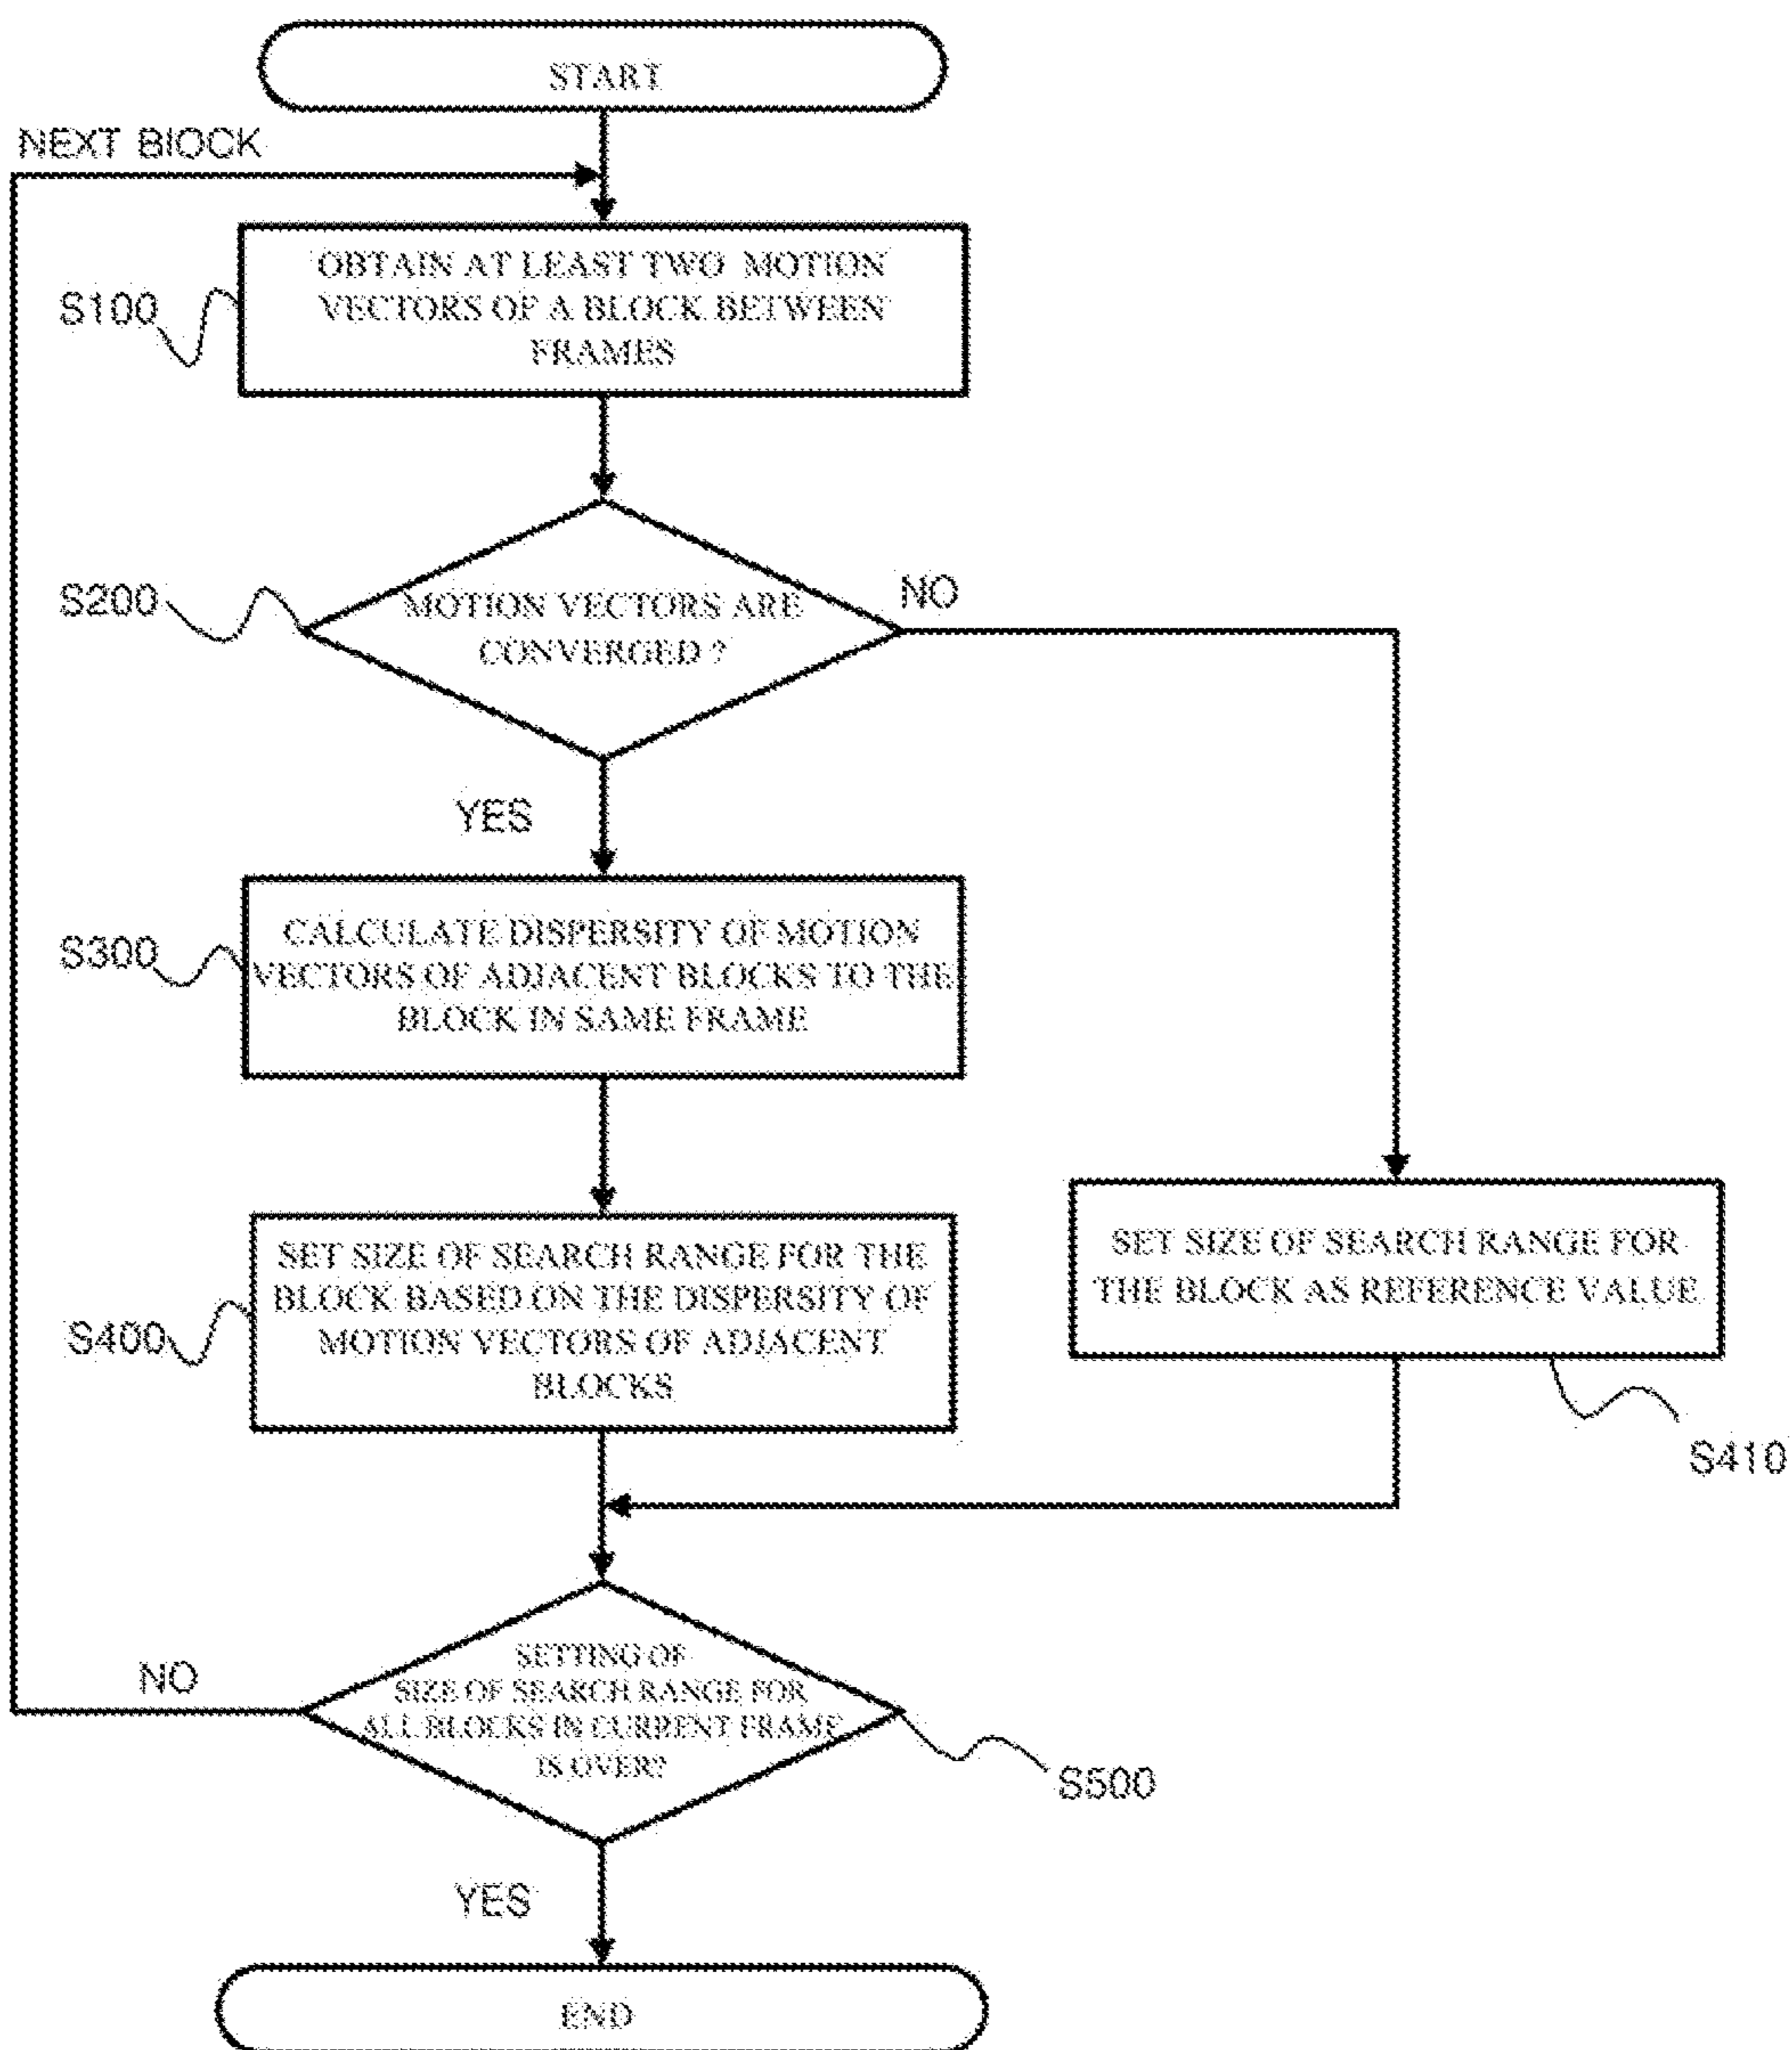 START
NEXT BlOCK
OBTAIN AT LEAST TWO MOTION
VECTORS OF A BLOCK BETWEEN
FRAMES
S100
MOTION VECTORS ARE
CONVERGED ?
S200
NO
YES
CALCULATE DISPERSITY OF MOTION
VECTORS OF ADJACENT BLOCKS TO THE
BLOCK IN SAME FRAME
S300
SET SIZE OF SEARCH RANGE FOR THE
BLOCK BASED ON THE DISPERSITY OF
MOTION VECTORS OF ADJACENT
BLOCKS
S400
SET SIZE OF SEARCH RANGE FOR
THE BLOCK AS REFERENCE VALUE
S410
SETTING OF
SIZE OF SEARCH RANGE FOR
ALL BLOCKS IN CURRENT FRAME
IS OVER?
NO
S500
YES
END